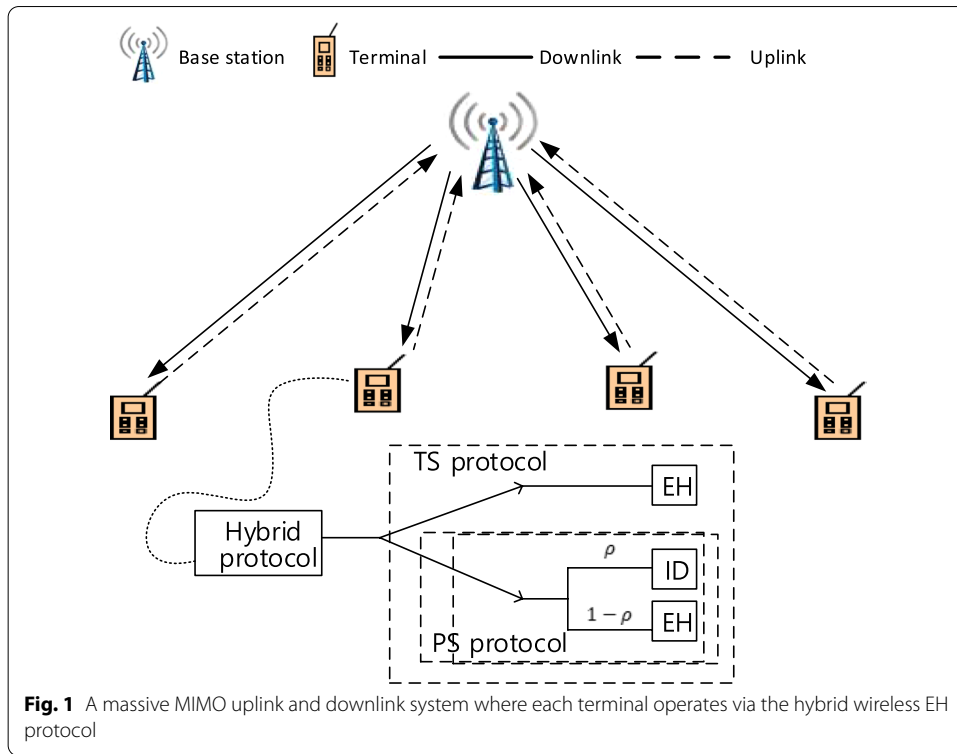 Base station Terminal Downlink Uplink
TS protocol
EH
Hybrid
protocol
ρ
ID
1 − ρ
EH
PS protocol
Fig. 1 A massive MIMO uplink and downlink system where each terminal operates via the hybrid wireless EH
protocol